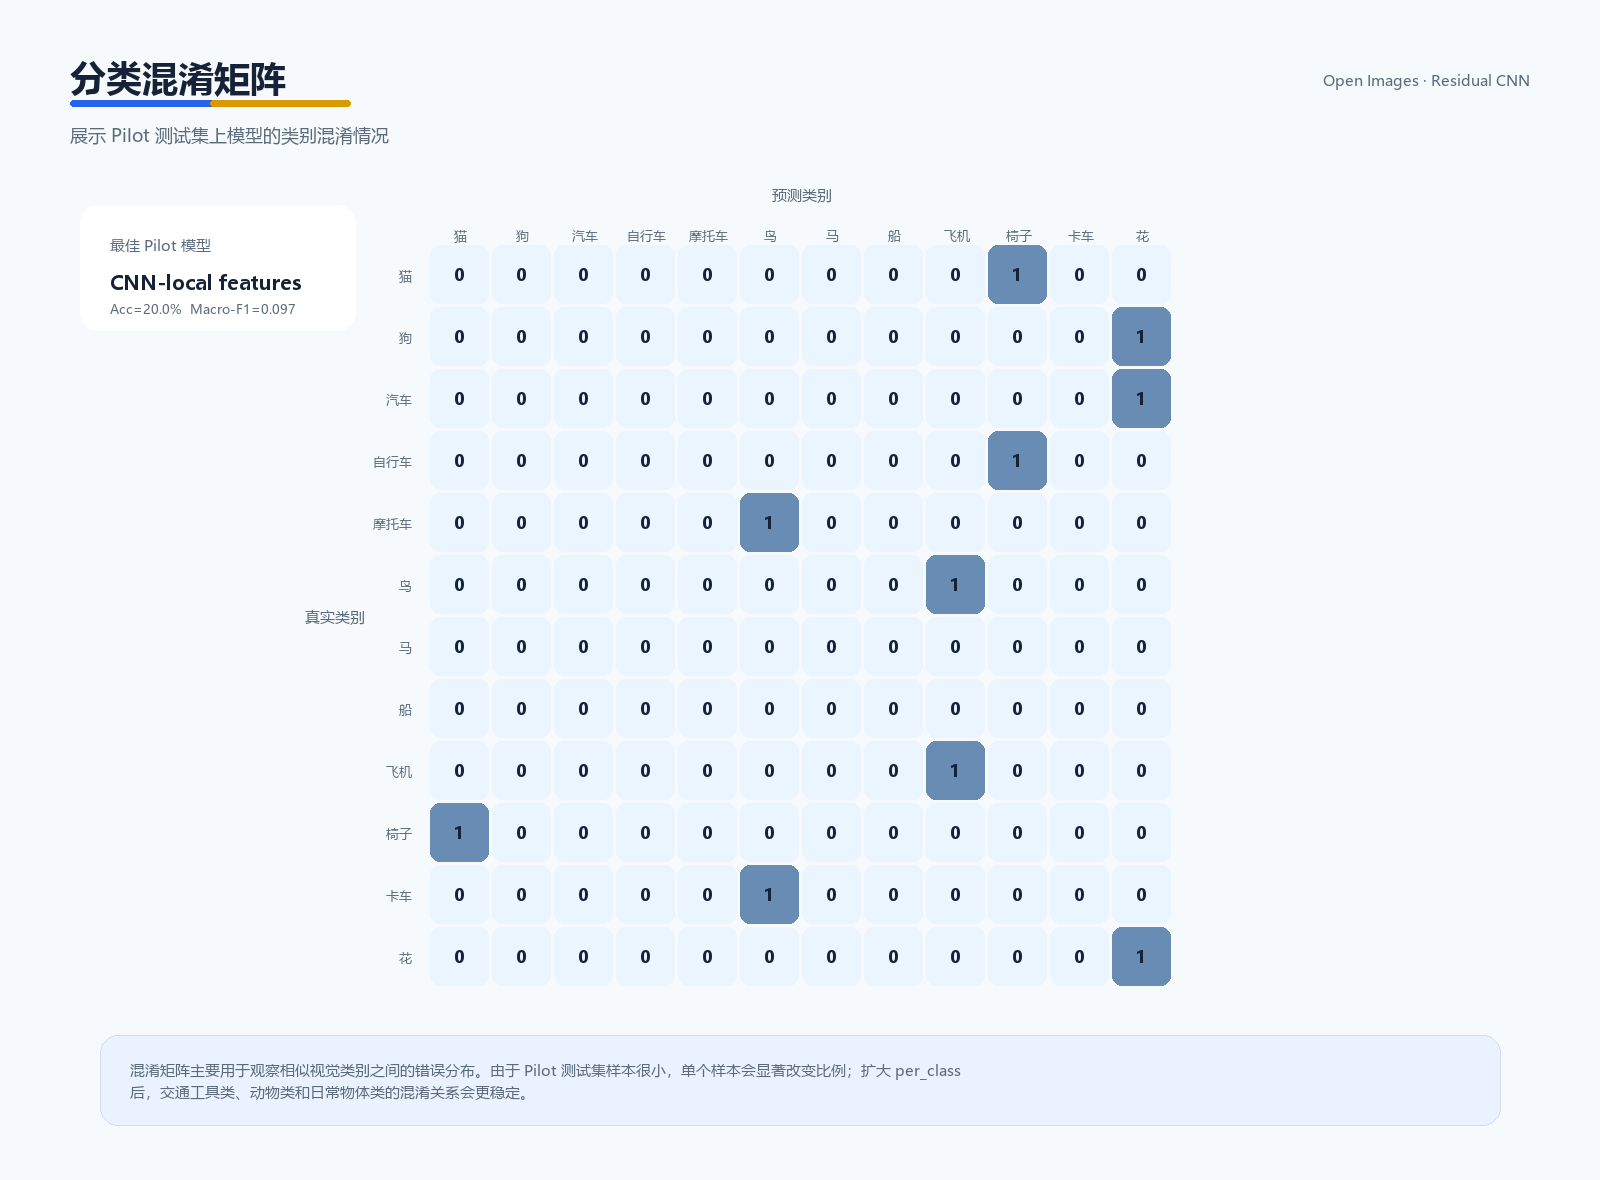 分类混淆矩阵
Open Images · Residual CNN
展示 Pilot 测试集上模型的类别混淆情况
预测类别
最佳 Pilot 模型
CNN-local features
Acc=20.0% Macro-F1=0.097
猫 狗 汽车 自行车 摩托车 鸟 马 船 飞机 椅子 卡车 花
猫 0 0 0 0 0 0 0 0 0 1 0 0
狗 0 0 0 0 0 0 0 0 0 0 0 1
汽车 0 0 0 0 0 0 0 0 0 0 0 1
自行车 0 0 0 0 0 0 0 0 0 1 0 0
摩托车 0 0 0 0 0 1 0 0 0 0 0 0
鸟 0 0 0 0 0 0 0 0 1 0 0 0
真实类别
马 0 0 0 0 0 0 0 0 0 0 0 0
船 0 0 0 0 0 0 0 0 0 0 0 0
飞机 0 0 0 0 0 0 0 0 1 0 0 0
椅子 1 0 0 0 0 0 0 0 0 0 0 0
卡车 0 0 0 0 0 1 0 0 0 0 0 0
花 0 0 0 0 0 0 0 0 0 0 0 1
混淆矩阵主要用于观察相似视觉类别之间的错误分布。由于 Pilot 测试集样本很小，单个样本会显著改变比例；扩大 per_class
后，交通工具类、动物类和日常物体类的混淆关系会更稳定。